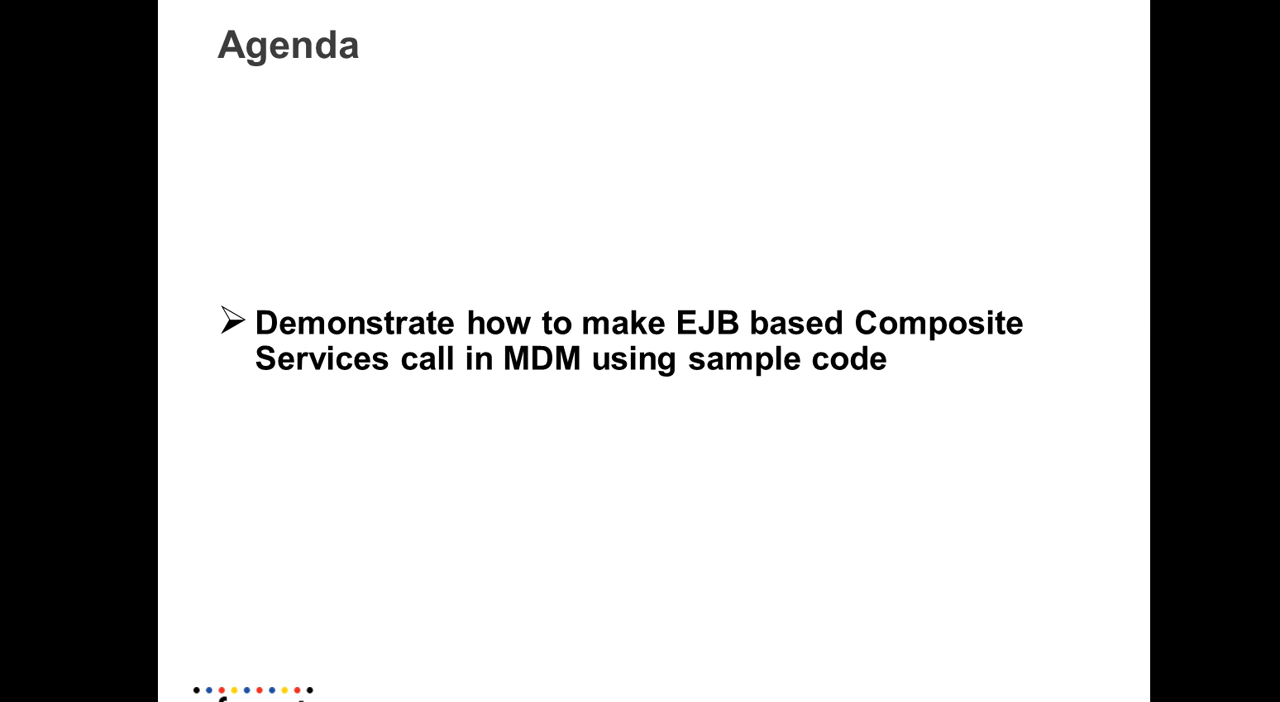 Agenda
Demonstrate how to make EJB based Composite
Services call in MDM using sample code